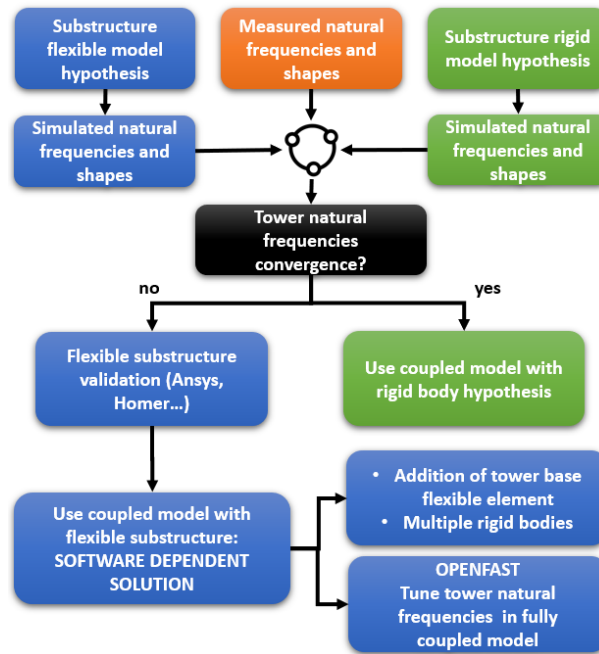 Substructure
flexible model
hypothesis
Measured natural
frequencies and
shapes
Substructure rigid
model hypothesis
Simulated natural
frequencies and
shapes
Simulated natural
frequencies and
shapes
Tower natural
frequencies
convergence?
no
yes
Flexible substructure
validation (Ansys,
Homer...)
Use coupled model with
rigid body hypothesis
Use coupled model with
flexible substructure:
SOFTWARE DEPENDENT
SOLUTION
• Addition of tower base
flexible element
• Multiple rigid bodies
OPENFAST
Tune tower natural
frequencies in fully
coupled model